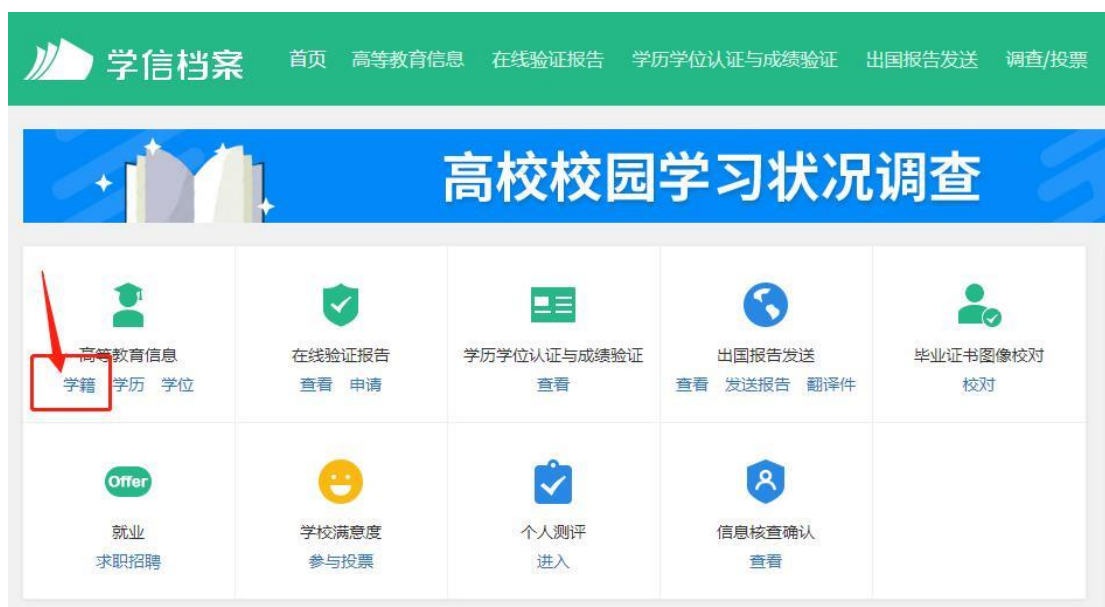 学信档案 首页 高等教育信息 在线验证报告 学历学位认证与成绩验证 出国报告发送 调查/投票
高校校园学习状况调查
高等教育信息 在线验证报告 学历学位认证与成绩验证 出国报告发送 毕业证书图像校对
学籍 学历 学位 查看 申请 查看 查看 发送报告 翻译件 校对
Offer
就业 学校满意度 个人测评 信息核查确认
求职招聘 参与投票 进入 查看